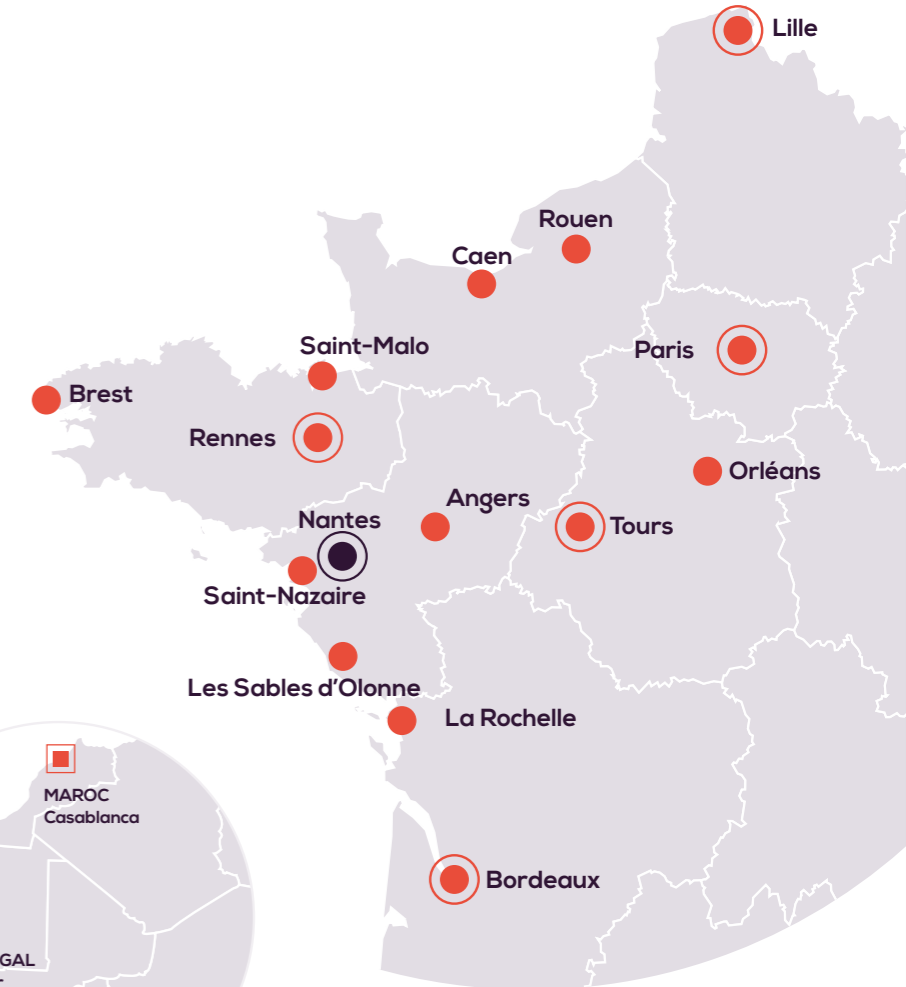 Lille
Rouen
Caen
Saint-Malo
Paris
Brest
Rennes
Orléans
Angers
Nantes
Tours
Saint-Nazaire
Les Sables d'Olonne
La Rochelle
MAROC
Casablanca
Bordeaux
GAL